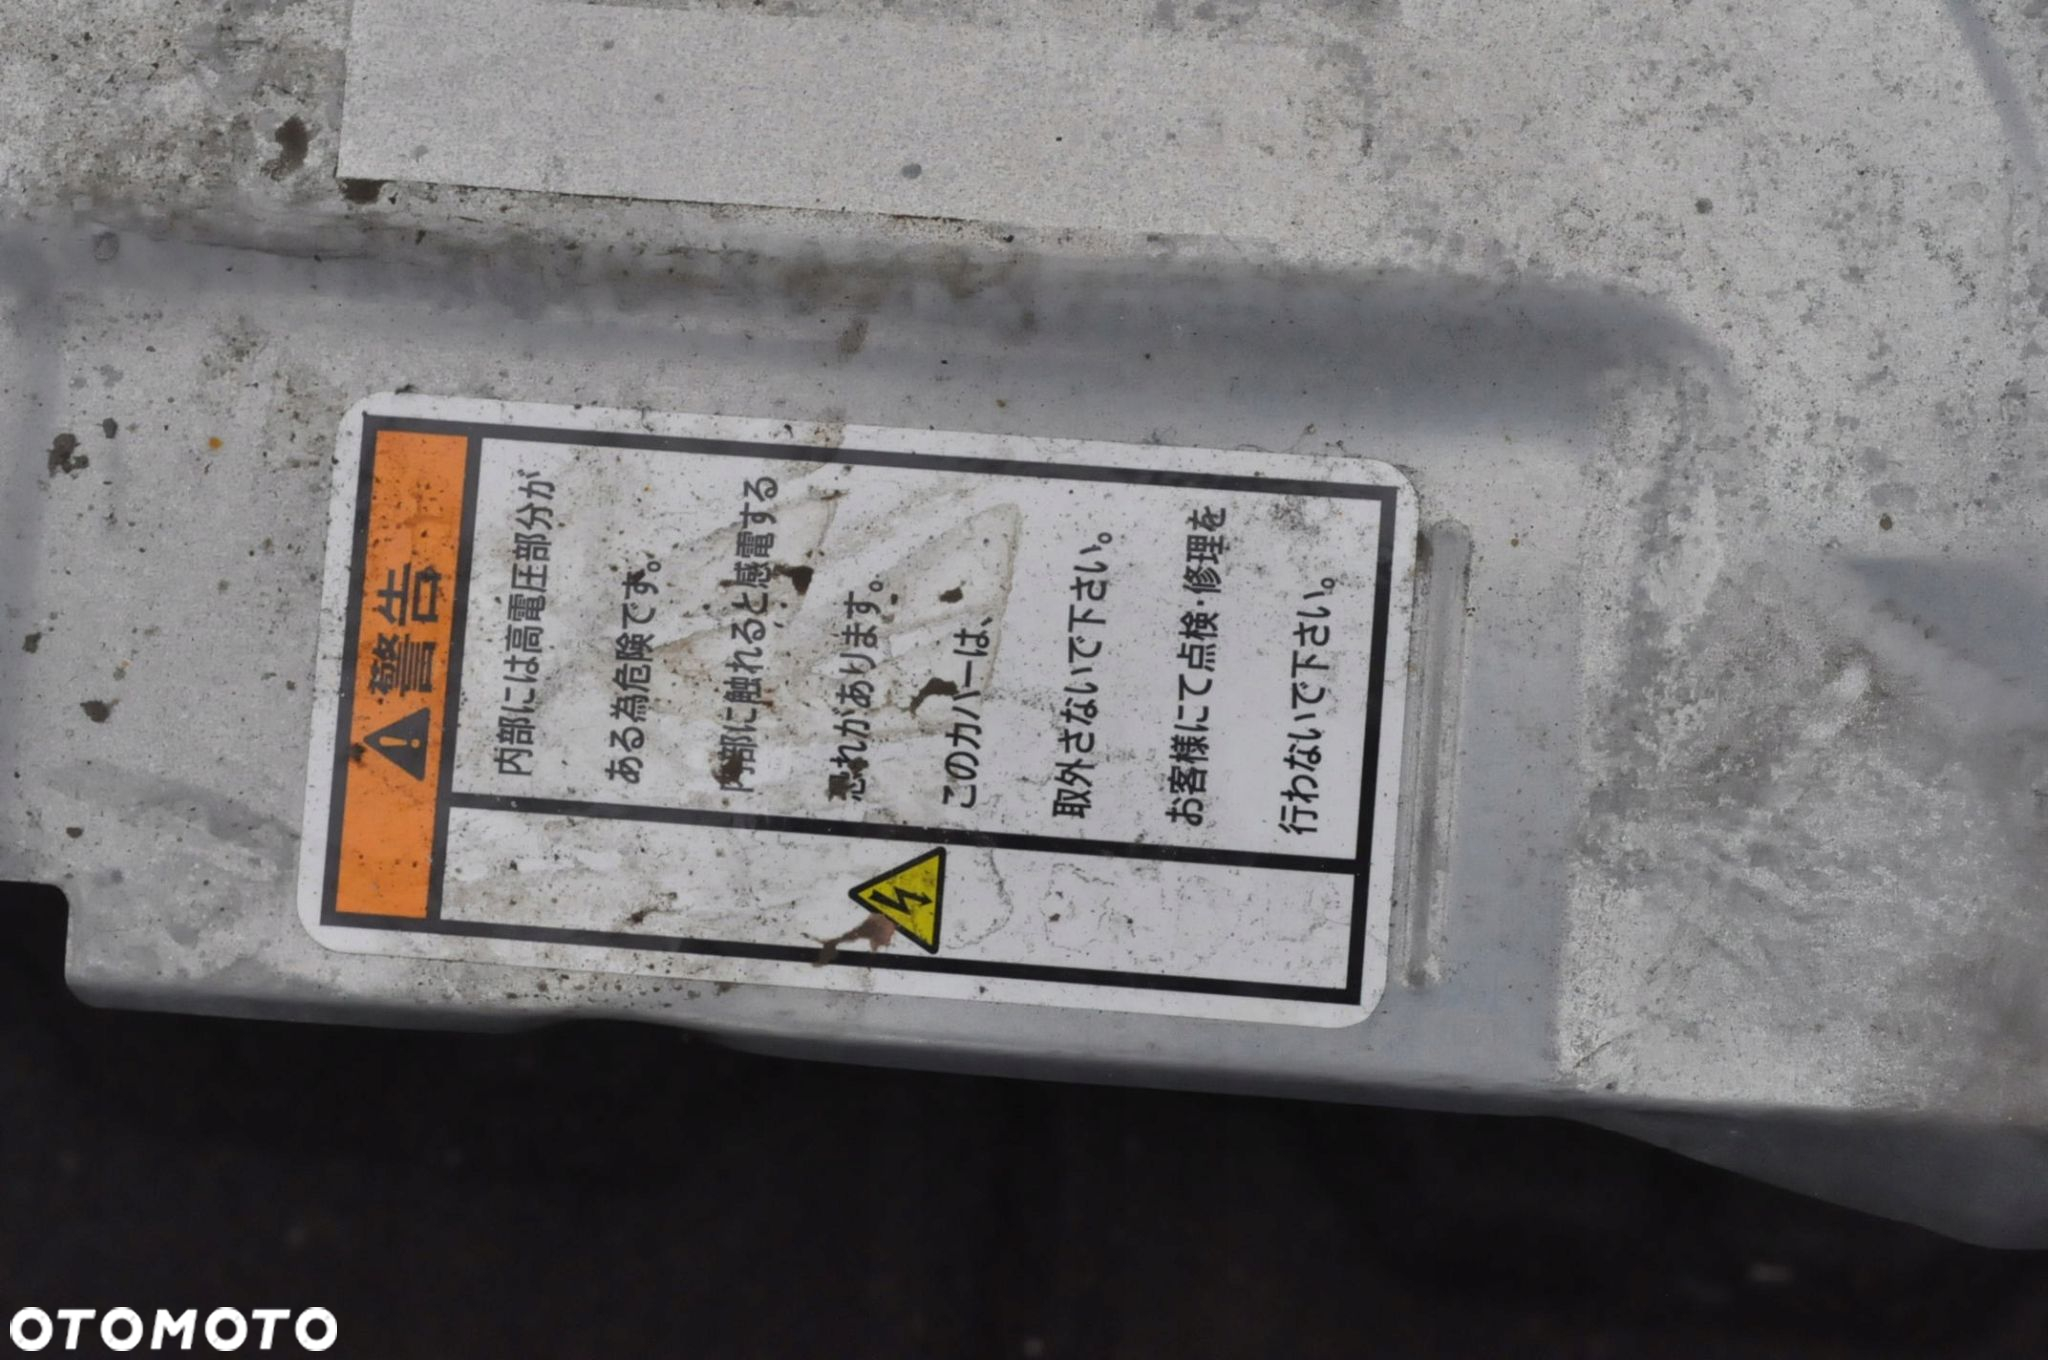 警告
内部には高電圧部分が
ある為危険です。
内部に触れると感電する
恐れがあります。
このカバーは、
取外さないで下さい。
お客様にて点検・修理を
行わないで下さい。
OTOMOTO